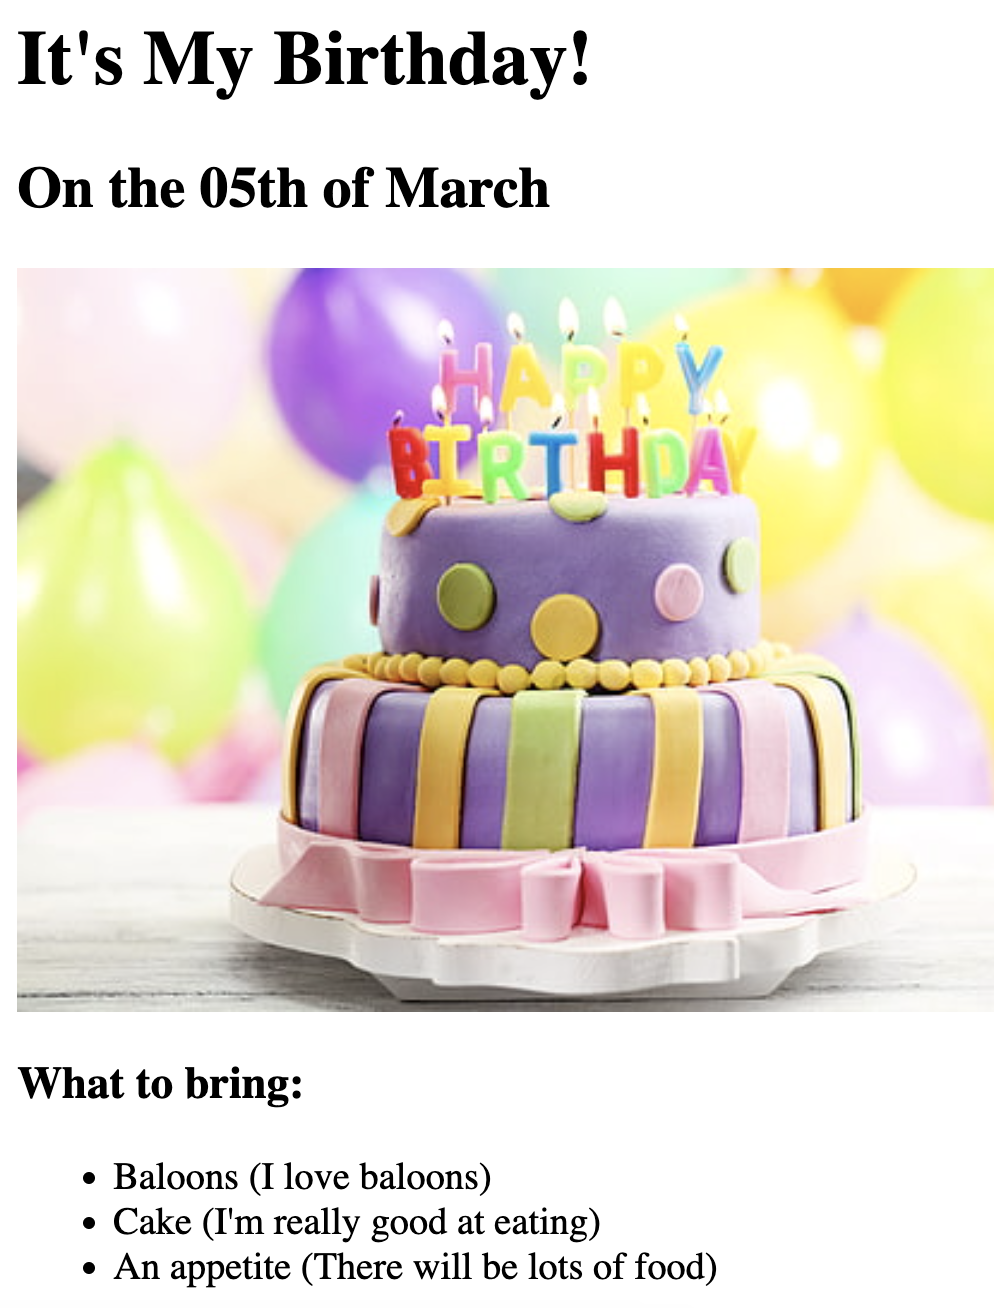 It's My Birthday!
On the 05th of March
HAPPY
BIRTHDAY
What to bring:
Baloons (I love baloons)
Cake (I'm really good at eating)
An appetite (There will be lots of food)